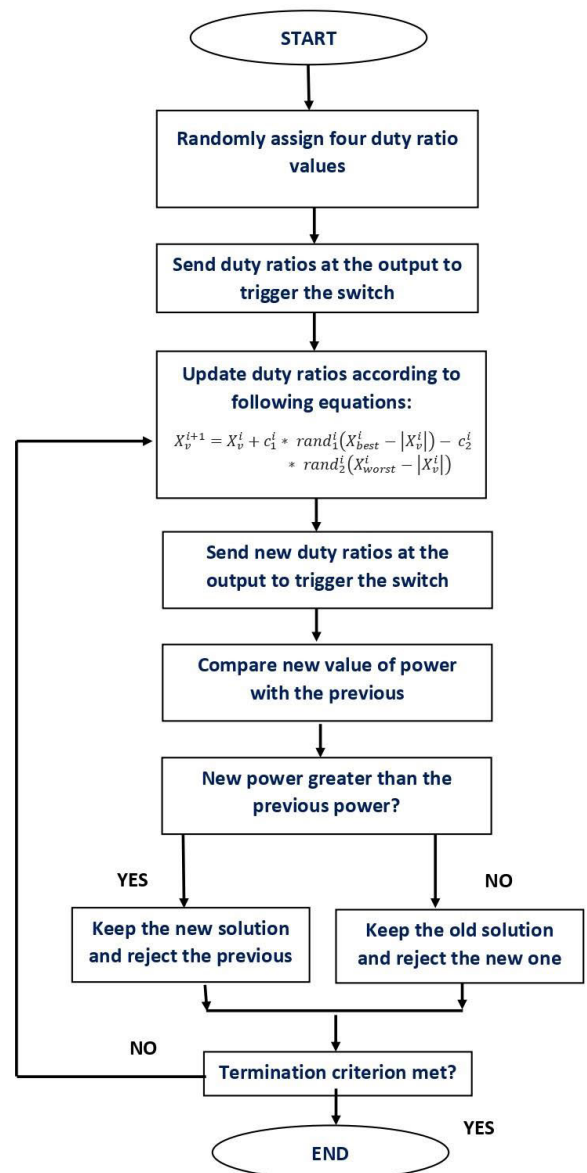 START
Randomly assign four duty ratio
values
Send duty ratios at the output to
trigger the switch
Update duty ratios according to
following equations:
$X_v^{i+1} = X_v^i + c_1^i * rand_1^i(X_{best}^i - |X_v^i|) - c_2^i$
$* rand_2^i(X_{worst}^i - |X_v^i|)$
Send new duty ratios at the
output to trigger the switch
Compare new value of power
with the previous
New power greater than the
previous power?
YES
NO
Keep the new solution
and reject the previous
Keep the old solution
and reject the new one
NO
Termination criterion met?
YES
END